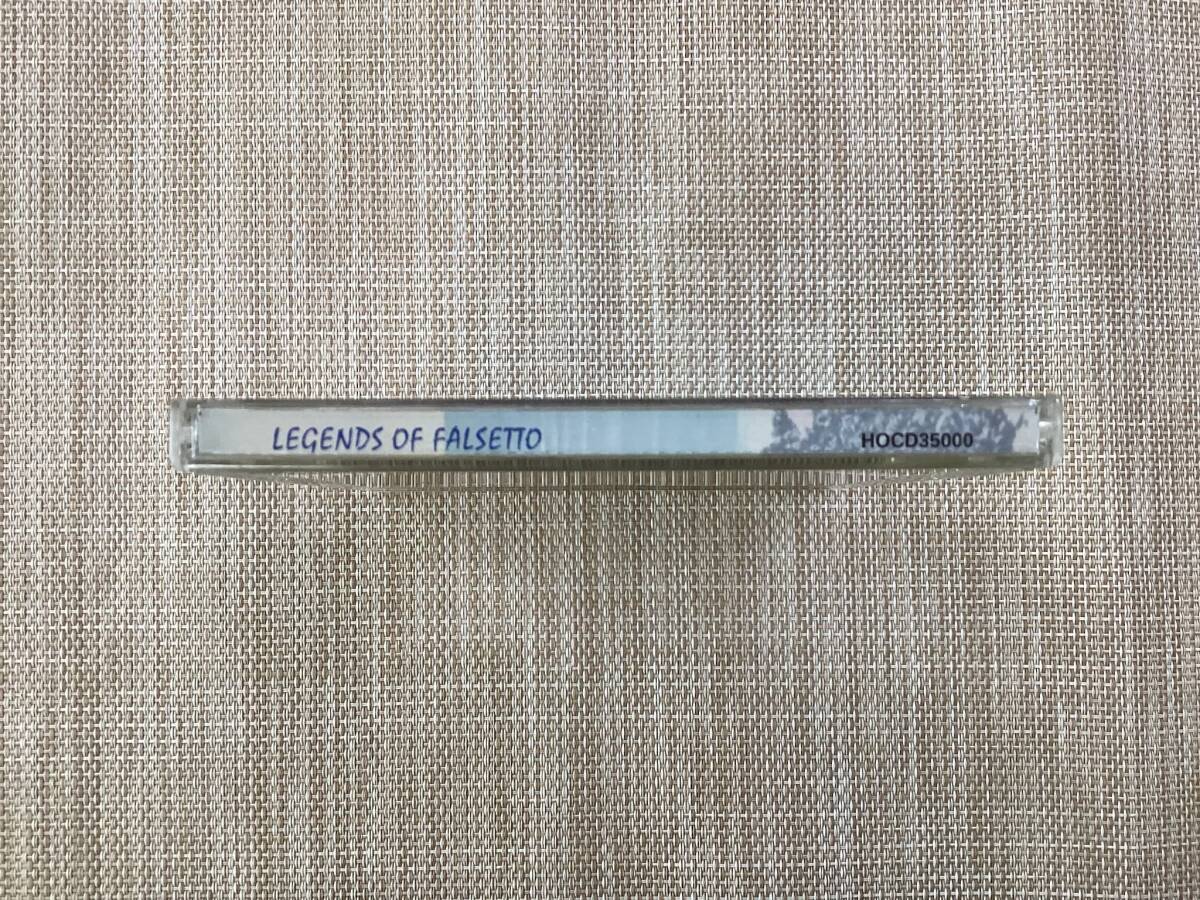 LEGENDS OF FALSETTO HOCD35000